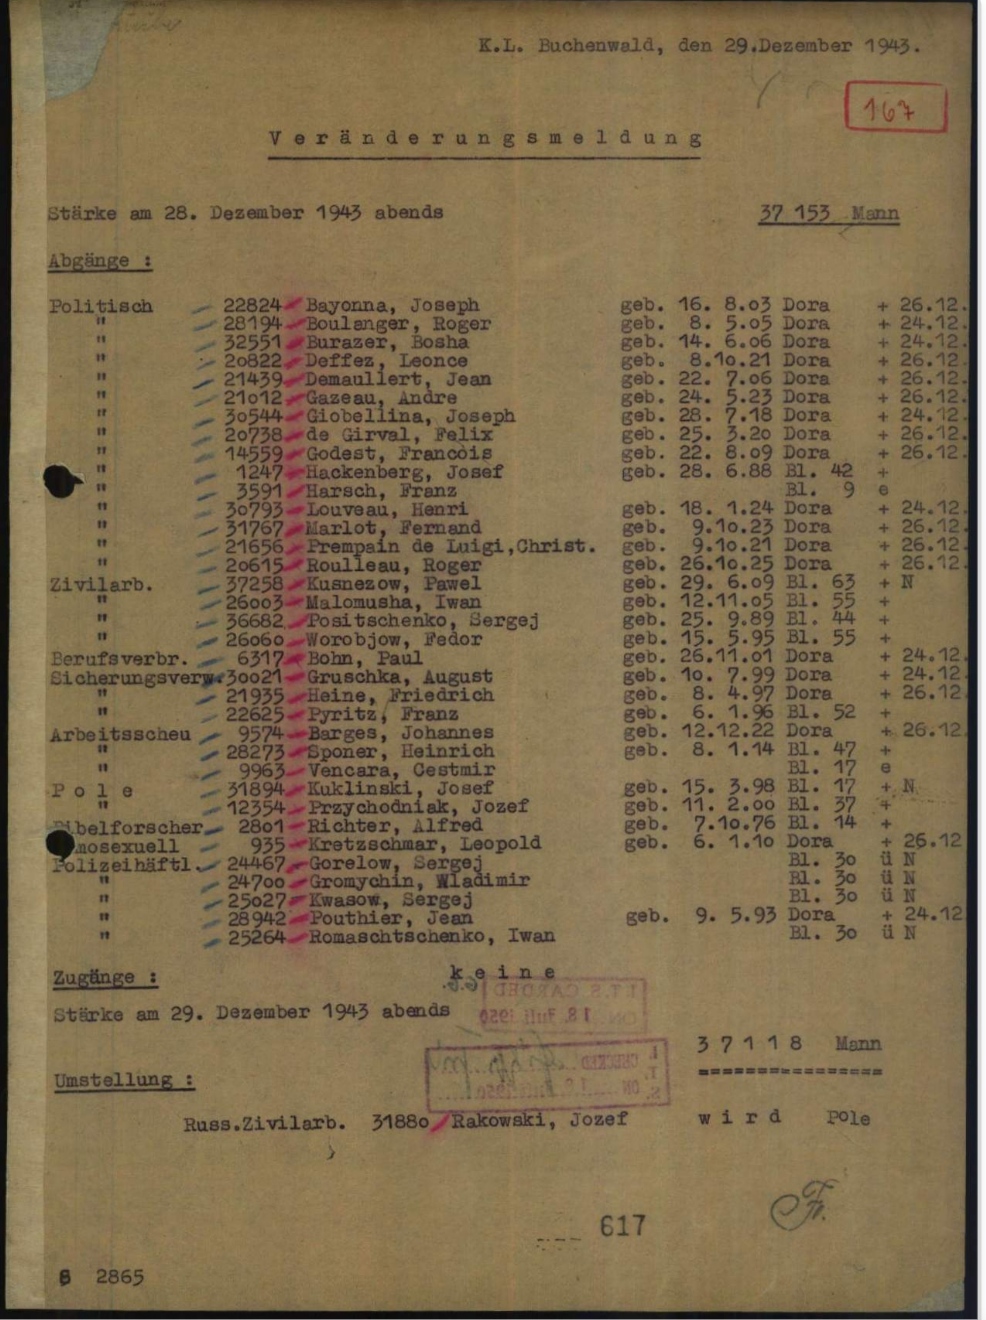 K.L. Buchenwald, den 29.Dezember 1943.
167
Veränderungsmeldung
Stärke am 28. Dezember 1943 abends 37 153 Mann
Abgänge :
Politisch 22824 Bayonna, Joseph geb. 16. 8.03 Dora + 26.12.
" 28194 Boulanger, Roger geb. 8. 5.05 Dora + 24.12.
" 32551 Burazer, Bosha geb. 14. 6.06 Dora + 24.12.
" 20822 Deffez, Leonce geb. 8.10.21 Dora + 26.12.
" 21439 Demaullert, Jean geb. 22. 7.06 Dora + 26.12.
" 21012 Gazeau, Andre geb. 24. 5.23 Dora + 26.12.
" 30544 Giobellina, Joseph geb. 28. 7.18 Dora + 24.12.
" 20738 de Girval, Felix geb. 25. 3.20 Dora + 26.12.
" 14559 Godest, Francois geb. 22. 8.09 Dora + 26.12.
" 1247 Hackenberg, Josef geb. 28. 6.88 Bl. 42 +
" 3591 Harsch, Franz Bl. 9 e
" 30793 Louveau, Henri geb. 18. 1.24 Dora + 24.12.
" 31767 Marlot, Fernand geb. 9.10.23 Dora + 26.12.
" 21656 Prempain de Luigi,Christ. geb. 9.10.21 Dora + 26.12.
" 20615 Roulleau, Roger geb. 26.10.25 Dora + 26.12.
Zivilarb. 37258 Kusnezow, Pawel geb. 29. 6.09 Bl. 63 + N
" 26003 Malomusha, Iwan geb. 12.11.05 Bl. 55 +
" 36682 Positschenko, Sergej geb. 25. 9.89 Bl. 44 +
" 26060 Worobjow, Fedor geb. 15. 5.95 Bl. 55 +
Berufsverbr. 6317 Bohn, Paul geb. 26.11.01 Dora + 24.12.
Sicherungsverw. 30021 Gruschka, August geb. 10. 7.99 Dora + 24.12.
" 21935 Heine, Friedrich geb. 8. 4.97 Dora + 26.12.
" 22625 Pyritz, Franz geb. 6. 1.96 Bl. 52 +
Arbeitsscheu 9574 Barges, Johannes geb. 12.12.22 Dora + 26.12
" 28273 Sponer, Heinrich geb. 8. 1.14 Bl. 47 +
" 9963 Vencara, Cestmir Bl. 17 e
Pole 31894 Kuklinski, Josef geb. 15. 3.98 Bl. 17 + N
" 12354 Przychodniak, Jozef geb. 11. 2.00 Bl. 37 +
Bibelforscher 2801 Richter, Alfred geb. 7.10.76 Bl. 14 +
mosexuell 935 Kretzschmar, Leopold geb. 6. 1.10 Dora + 26.12
Polizeihäftl. 24467 Gorelow, Sergej Bl. 30 ü N
" 24700 Gromychin, Wladimir Bl. 30 ü N
" 25027 Kwasow, Sergej Bl. 30 ü N
" 28942 Pouthier, Jean geb. 9. 5.93 Dora + 24.12
" 25264 Romaschtschenko, Iwan Bl. 30 ü N
Zugänge : keine
Stärke am 29. Dezember 1943 abends
37118 Mann
Umstellung :
Russ.Zivilarb. 31880 Rakowski, Jozef wird Pole
617
8 2865